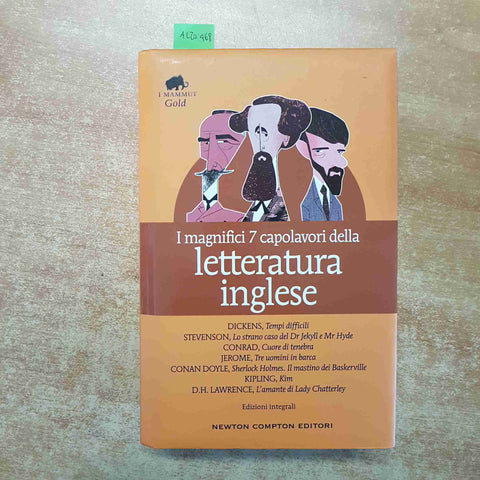 I MAMMUT
Gold
I magnifici 7 capolavori della
letteratura
inglese
DICKENS, Tempi difficili
STEVENSON, Lo strano caso del Dr Jekyll e Mr Hyde
CONRAD, Cuore di tenebra
JEROME, Tre uomini in barca
CONAN DOYLE, Sherlock Holmes. Il mastino dei Baskerville
KIPLING, Kim
D.H. LAWRENCE, L'amante di Lady Chatterley
Edizioni integrali
NEWTON COMPTON EDITORI